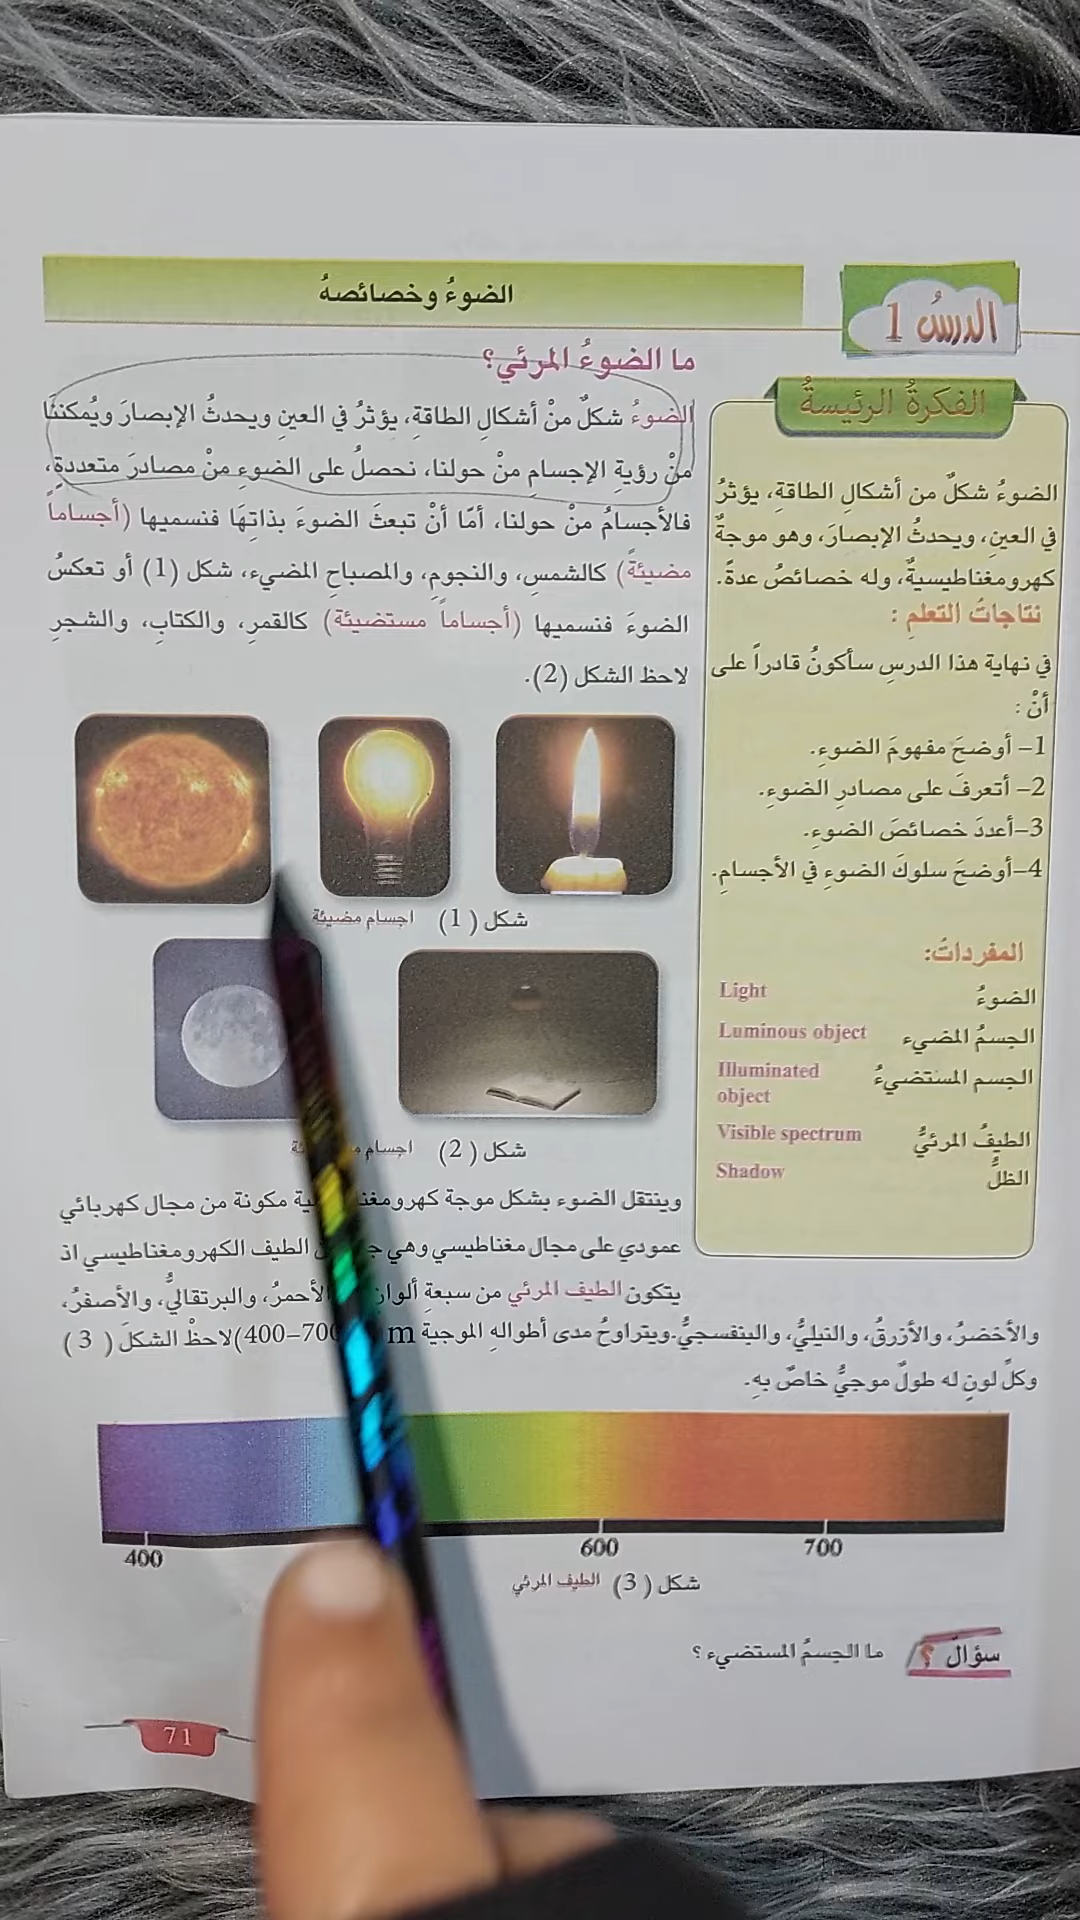 الدرسُ 1
الضوءُ وخصائصهُ
الفكرةُ الرئيسةُ
الضوءُ شكلٌ من أشكالِ الطاقةِ، يؤثرُ
في العينِ، ويحدثُ الإبصارَ، وهو موجةٌ
كهرومغناطيسيةٌ، وله خصائصُ عدةٌ.
نتاجاتُ التعلمِ :
في نهاية هذا الدرسِ سأكونُ قادراً على
أنْ :
1- أوضحَ مفهومَ الضوءِ.
2- أتعرفَ على مصادرِ الضوءِ.
3-أعددَ خصائصَ الضوءِ.
4-أوضحَ سلوكَ الضوءِ في الأجسامِ.
المفرداتُ:
الضوءُ Light
الجسمُ المضيء Luminous object
الجسم المستضيءُ Illuminated
object
الطيفُ المرئيُّ Visible spectrum
الظلُّ Shadow
ما الضوءُ المرئي؟
الضوءُ شكلٌ منْ أشكالِ الطاقةِ، يؤثرُ في العينِ ويحدثُ الإبصارَ ويُمكننُا
منْ رؤيةِ الإجسامِ منْ حولنا، نحصلُ على الضوءِ منْ مصادرَ متعددةٍ،
فالأجسامُ منْ حولنا، أمّا أنْ تبعثَ الضوءَ بذاتِهَا فنسميها (أجساماً
مضيئةً) كالشمسِ، والنجومِ، والمصباحِ المضيء، شكل (1) أو تعكسُ
الضوءَ فنسميها (أجساماً مستضيئة) كالقمرِ، والكتابِ، والشجرِ
لاحظ الشكل (2).
شكل ( 1 ) اجسام مضيئة
شكل ( 2 ) اجسام
وينتقل الضوء بشكل موجة مكونة من مجال كهربائي
عمودي على مجال مغناطيسي وهي الطيف الكهرومغناطيسي اذ
يتكون الطيف المرئي من سبعةِ الأحمرُ، والبرتقاليُّ، والأصفرُ،
والأخضرُ، والأزرقُ، والنيليُّ، والبنفسجيُّ.ويتراوحُ مدى أطوالهِ الموجية m (400–700 لاحظْ الشكلَ ( 3 )
وكلُّ لونٍ له طولٌ موجيٌّ خاصٌ بهِ.
400 600 700
شكل ( 3 ) الطيف المرئي
سؤال ؟ ما الجسمُ المستضيء ؟
71